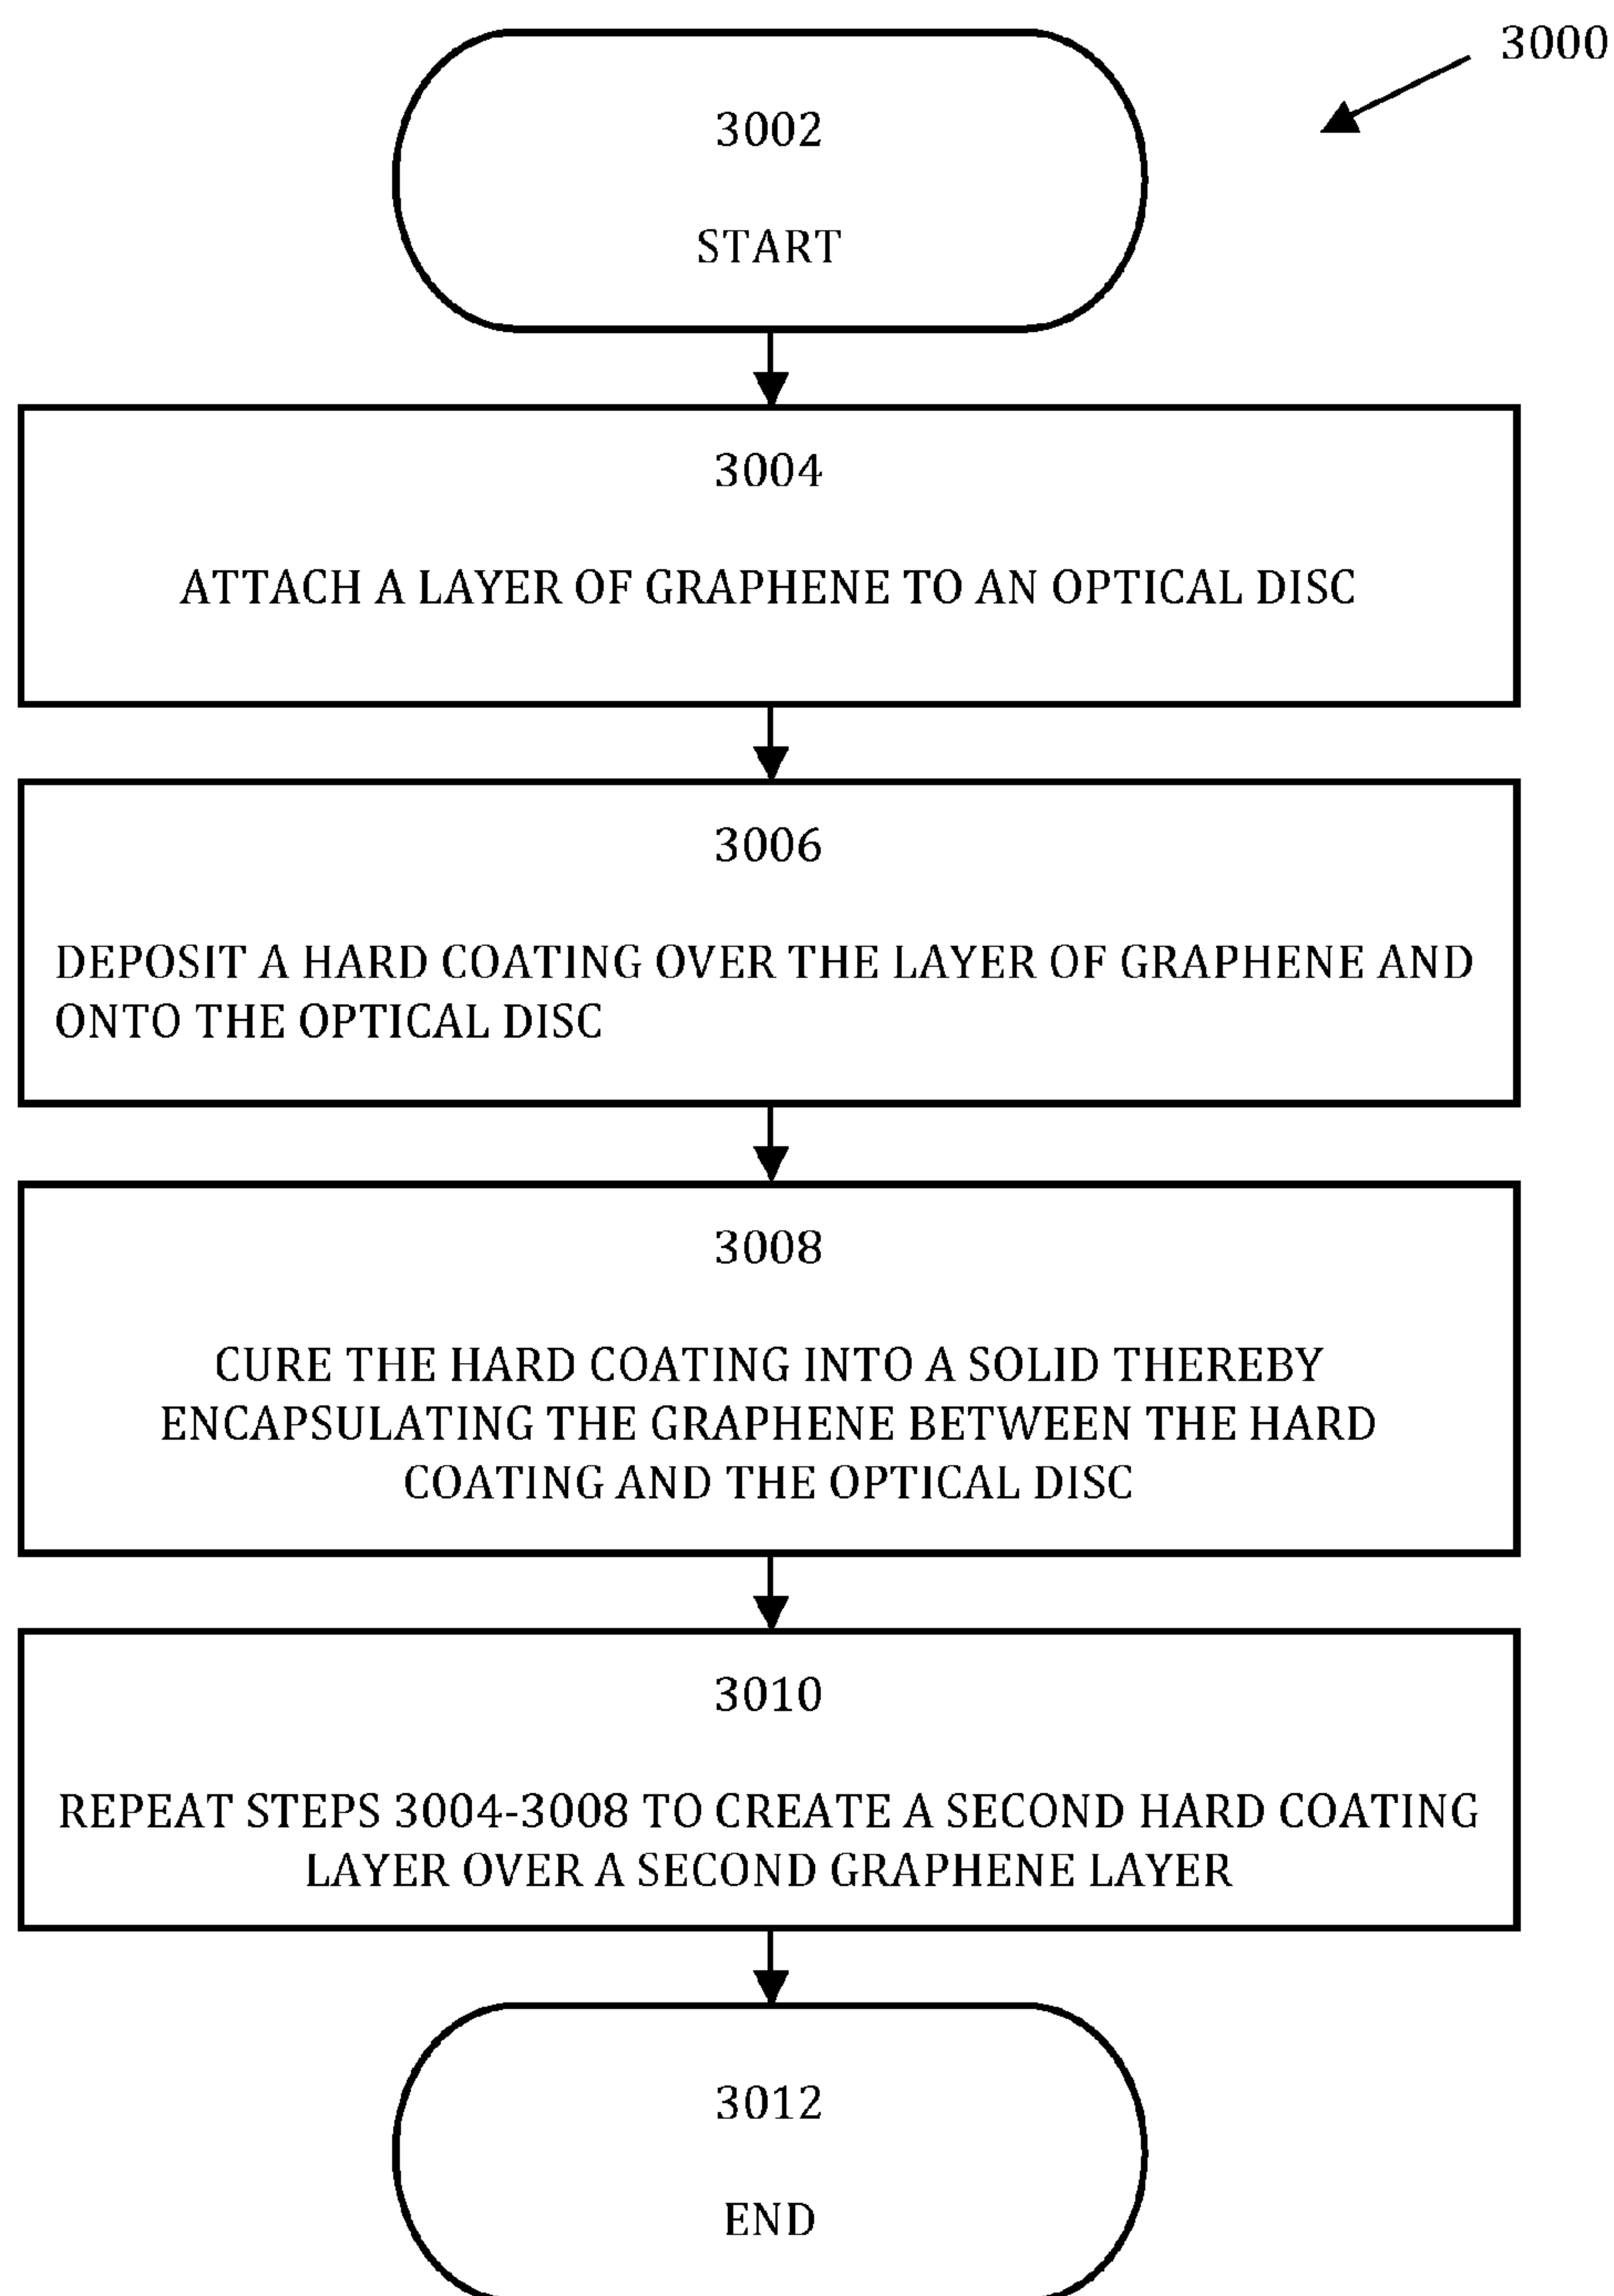 3000
3002
START
3004
ATTACH A LAYER OF GRAPHENE TO AN OPTICAL DISC
3006
DEPOSIT A HARD COATING OVER THE LAYER OF GRAPHENE AND
ONTO THE OPTICAL DISC
3008
CURE THE HARD COATING INTO A SOLID THEREBY
ENCAPSULATING THE GRAPHENE BETWEEN THE HARD
COATING AND THE OPTICAL DISC
3010
REPEAT STEPS 3004-3008 TO CREATE A SECOND HARD COATING
LAYER OVER A SECOND GRAPHENE LAYER
3012
END